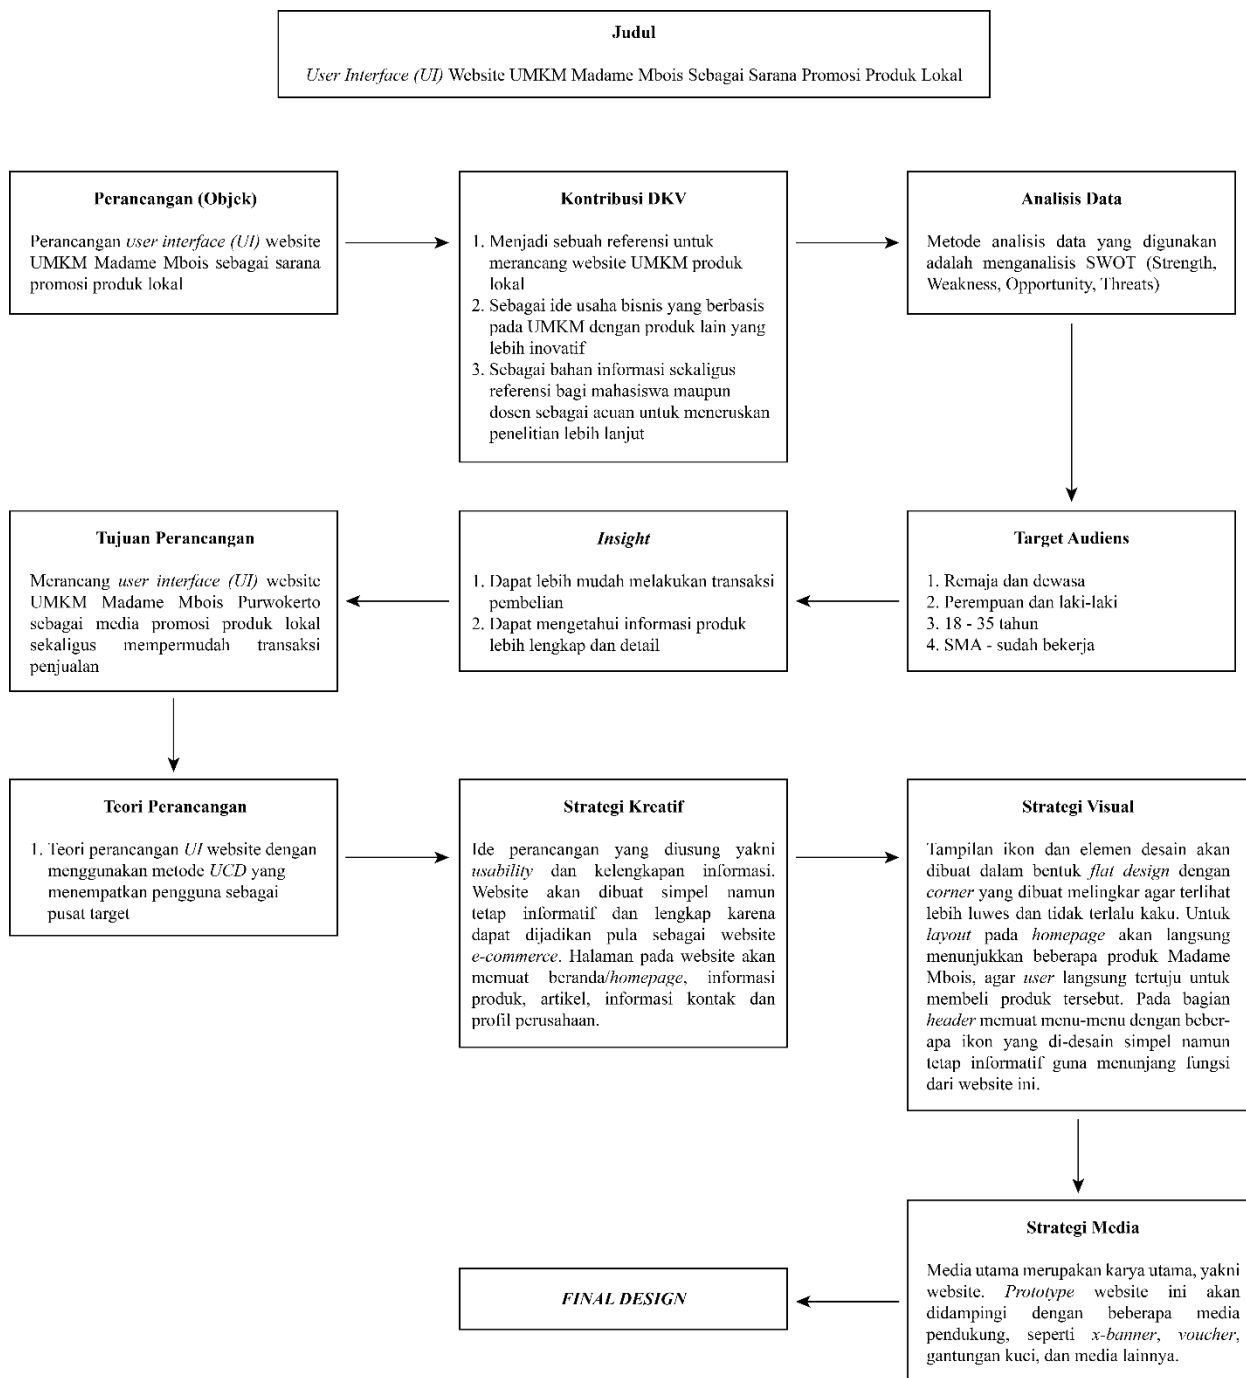 Judul
User Interface (UI) Website UMKM Madame Mbois Sebagai Sarana Promosi Produk Lokal
Perancangan (Objek)
Perancangan user interface (UI) website
UMKM Madame Mbois sebagai sarana
promosi produk lokal
Kontribusi DKV
1. Menjadi sebuah referensi untuk
merancang website UMKM produk
lokal
2. Sebagai ide usaha bisnis yang berbasis
pada UMKM dengan produk lain yang
lebih inovatif
3. Sebagai bahan informasi sekaligus
referensi bagi mahasiswa maupun
dosen sebagai acuan untuk meneruskan
penelitian lebih lanjut
Analisis Data
Metode analisis data yang digunakan
adalah menganalisis SWOT (Strength,
Weakness, Opportunity, Threats)
Target Audiens
1. Remaja dan dewasa
2. Perempuan dan laki-laki
3. 18 - 35 tahun
4. SMA - sudah bekerja
Insight
1. Dapat lebih mudah melakukan transaksi
pembelian
2. Dapat mengetahui informasi produk
lebih lengkap dan detail
Tujuan Perancangan
Merancang user interface (UI) website
UMKM Madame Mbois Purwokerto
sebagai media promosi produk lokal
sekaligus mempermudah transaksi
penjualan
Teori Perancangan
1. Teori perancangan UI website dengan
menggunakan metode UCD yang
menempatkan pengguna sebagai
pusat target
Strategi Kreatif
Ide perancangan yang diusung yakni
usability dan kelengkapan informasi.
Website akan dibuat simpel namun
tetap informatif dan lengkap karena
dapat dijadikan pula sebagai website
e-commerce. Halaman pada website akan
memuat beranda/homepage, informasi
produk, artikel, informasi kontak dan
profil perusahaan.
Strategi Visual
Tampilan ikon dan elemen desain akan
dibuat dalam bentuk flat design dengan
corner yang dibuat melingkar agar terlihat
lebih luwes dan tidak terlalu kaku. Untuk
layout pada homepage akan langsung
menunjukkan beberapa produk Madame
Mbois, agar user langsung tertuju untuk
membeli produk tersebut. Pada bagian
header memuat menu-menu dengan beber-
apa ikon yang di-desain simpel namun
tetap informatif guna menunjang fungsi
dari website ini.
Strategi Media
Media utama merupakan karya utama, yakni
website. Prototype website ini akan
didampingi dengan beberapa media
pendukung, seperti x-banner, voucher,
gantungan kuci, dan media lainnya.
FINAL DESIGN